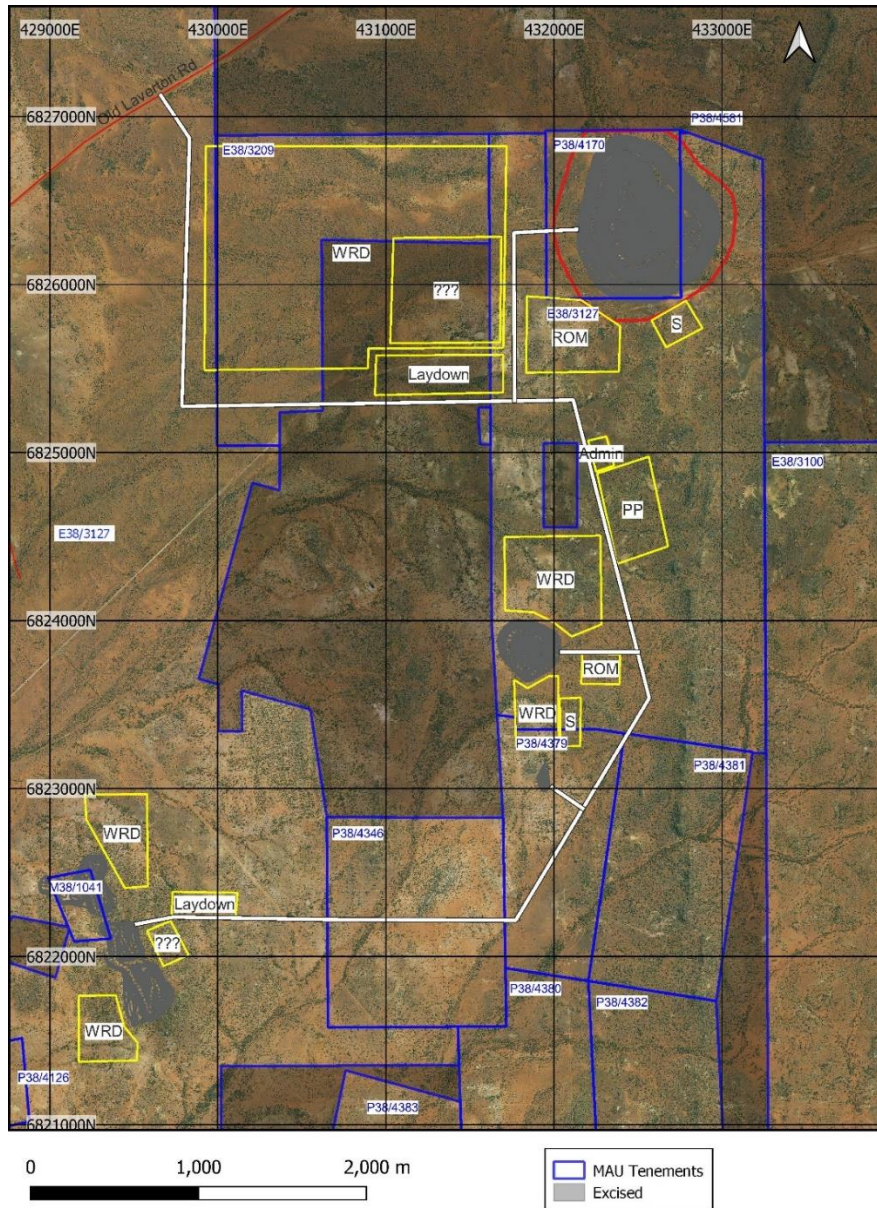 429000E 430000E 431000E 432000E 433000E
Old Laverton Rd
6827000N
P38/4581
P38/4170
E38/3209
WRD
???
6826000N
E38/3127
ROM
S
Laydown
6825000N
Admin
E38/3100
PP
E38/3127
WRD
6824000N
ROM
WRD
S
P38/4379
P38/4381
6823000N
WRD
P38/4346
M38/1041
Laydown
???
6822000N
P38/4380
P38/4382
WRD
P38/4126
P38/4383
6821000N
0 1,000 2,000 m
MAU Tenements
Excised